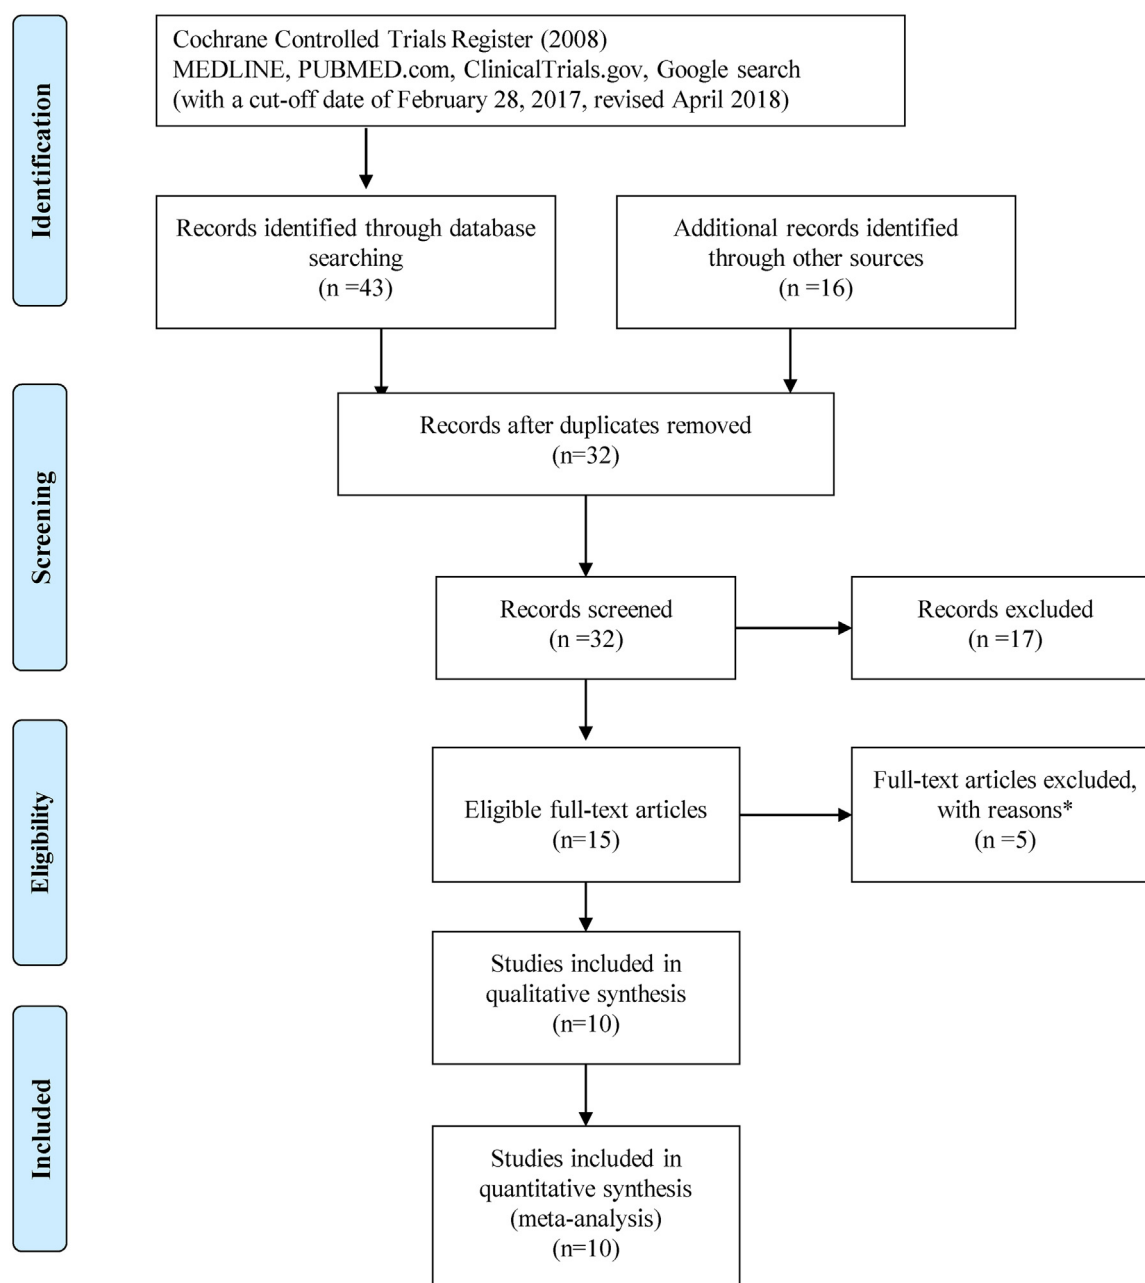 Identification
Cochrane Controlled Trials Register (2008)
MEDLINE, PUBMED.com, ClinicalTrials.gov, Google search
(with a cut-off date of February 28, 2017, revised April 2018)
Records identified through database
searching
(n =43)
Additional records identified
through other sources
(n =16)
Screening
Records after duplicates removed
(n=32)
Records screened
(n =32)
Records excluded
(n =17)
Eligibility
Eligible full-text articles
(n=15)
Full-text articles excluded,
with reasons*
(n =5)
Studies included in
qualitative synthesis
(n=10)
Included
Studies included in
quantitative synthesis
(meta-analysis)
(n=10)